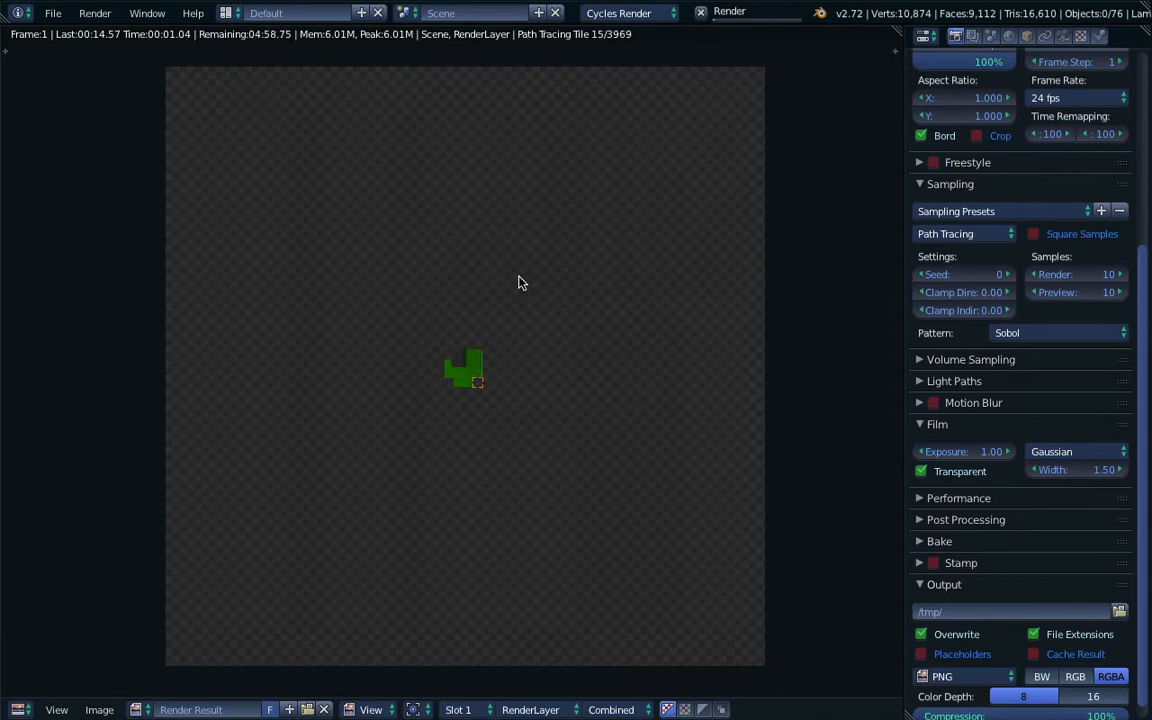 File Render Window Help Default Scene Cycles Render Render v2.72 | Verts:10,874 | Faces:9,112 | Tris:16,610 | Objects:0/76 | Lam
Frame:1 | Last:00:14.57 Time:00:01.04 | Remaining:04:58.75 | Mem:6.01M, Peak:6.01M | Scene, RenderLayer | Path Tracing Tile 15/3969
100% Frame Step: 1
Aspect Ratio: Frame Rate:
X: 1.000 24 fps
Y: 1.000 Time Remapping:
Bord Crop :100 : 100
Freestyle
Sampling
Sampling Presets
Path Tracing Square Samples
Settings: Samples:
Seed: 0 Render: 10
Clamp Dire: 0.00 Preview: 10
Clamp Indir: 0.00
Pattern: Sobol
Volume Sampling
Light Paths
Motion Blur
Film
Exposure: 1.00 Gaussian
Transparent Width: 1.50
Performance
Post Processing
Bake
Stamp
Output
/tmp/
Overwrite File Extensions
Placeholders Cache Result
PNG BW RGB RGBA
Color Depth: 8 16
Compression: 100%
View Image Render Result F View Slot 1 RenderLayer Combined